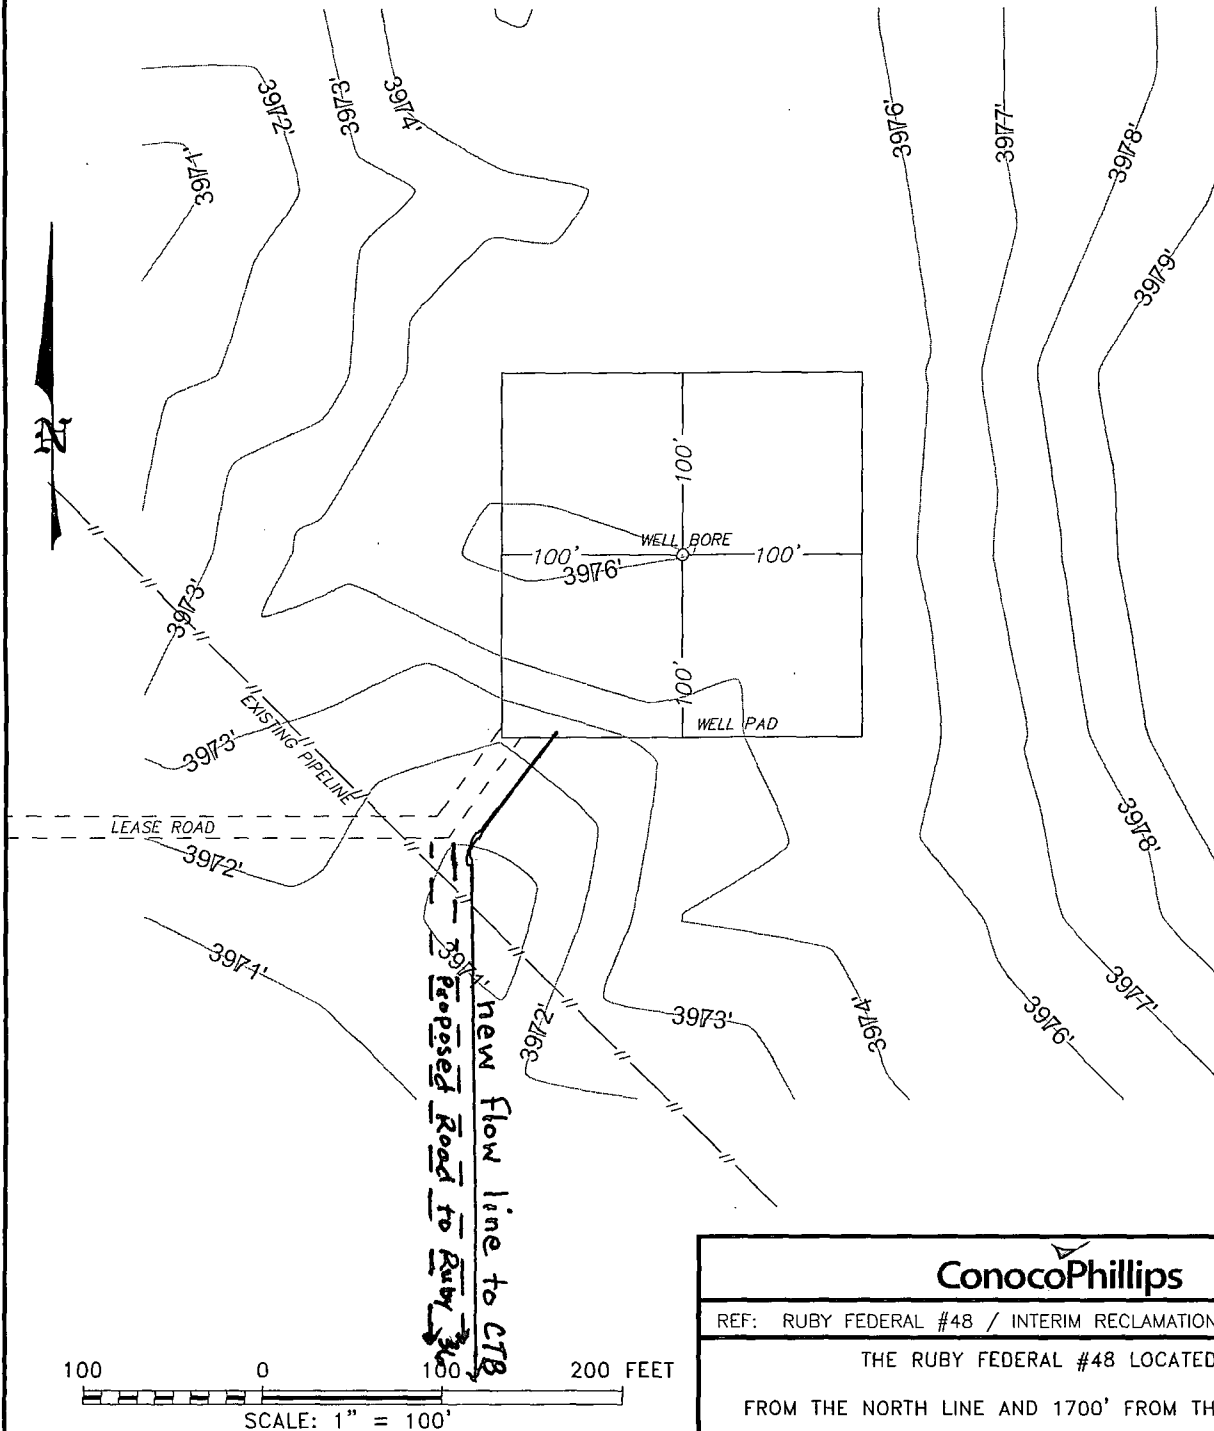 3972'
3973'
3974'
3976'
3977'
3978'
3971'
3979'
N
100'
WELL BORE
100'
100'
3976'
3973'
100'
WELL PAD
EXISTING PIPELINE
3973'
LEASE ROAD
3972'
3978'
3971'
3971'
3972'
3973'
3974'
3976'
3977'
Proposed Road to Ruby 36
new flow line to CTB
100 0 100 200 FEET
SCALE: 1" = 100'
ConocoPhillips
REF: RUBY FEDERAL #48 / INTERIM RECLAMATION
THE RUBY FEDERAL #48 LOCATED
FROM THE NORTH LINE AND 1700' FROM TH